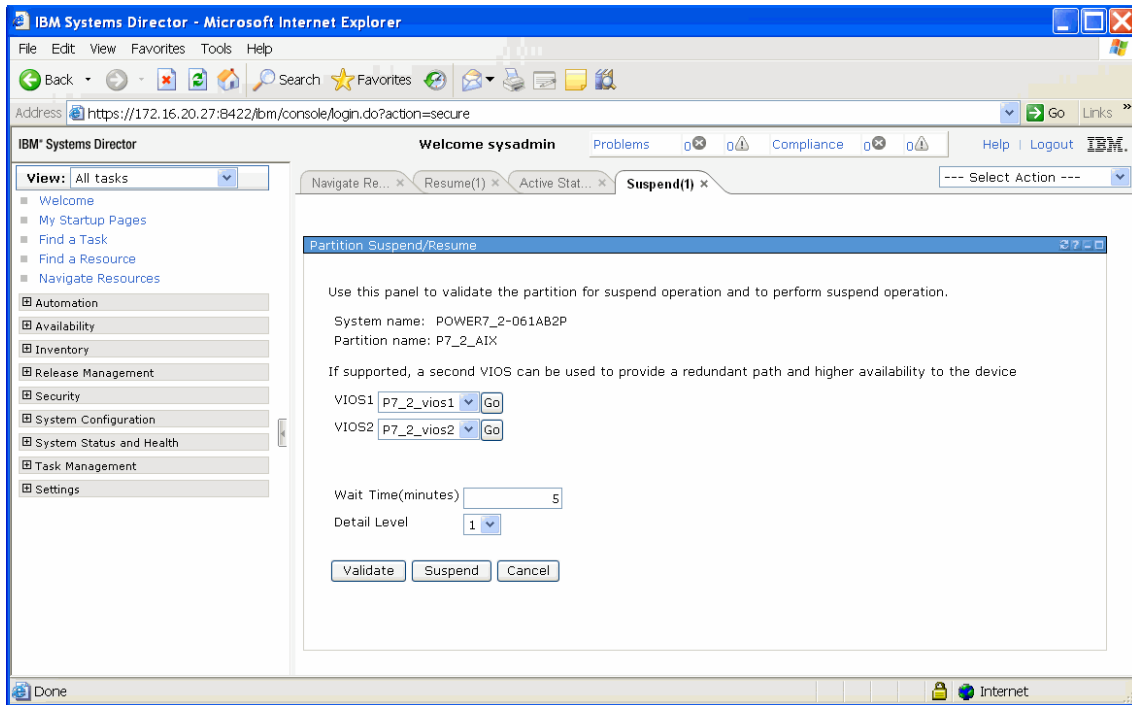 IBM Systems Director - Microsoft Internet Explorer
File Edit View Favorites Tools Help
Back Search Favorites
Address https://172.16.20.27:8422/ibm/console/login.do?action=secure Go Links »
IBM® Systems Director Welcome sysadmin Problems 0 0 Compliance 0 0 Help | Logout IBM.
View: All tasks
Navigate Re... × Resume(1) × Active Stat... × Suspend(1) × --- Select Action ---
Welcome
My Startup Pages
Find a Task
Find a Resource
Navigate Resources
Automation
Availability
Inventory
Release Management
Security
System Configuration
System Status and Health
Task Management
Settings
Partition Suspend/Resume
Use this panel to validate the partition for suspend operation and to perform suspend operation.
System name: POWER7_2-061AB2P
Partition name: P7_2_AIX
If supported, a second VIOS can be used to provide a redundant path and higher availability to the device
VIOS1 P7_2_vios1 Go
VIOS2 P7_2_vios2 Go
Wait Time(minutes) 5
Detail Level 1
Validate Suspend Cancel
Done Internet